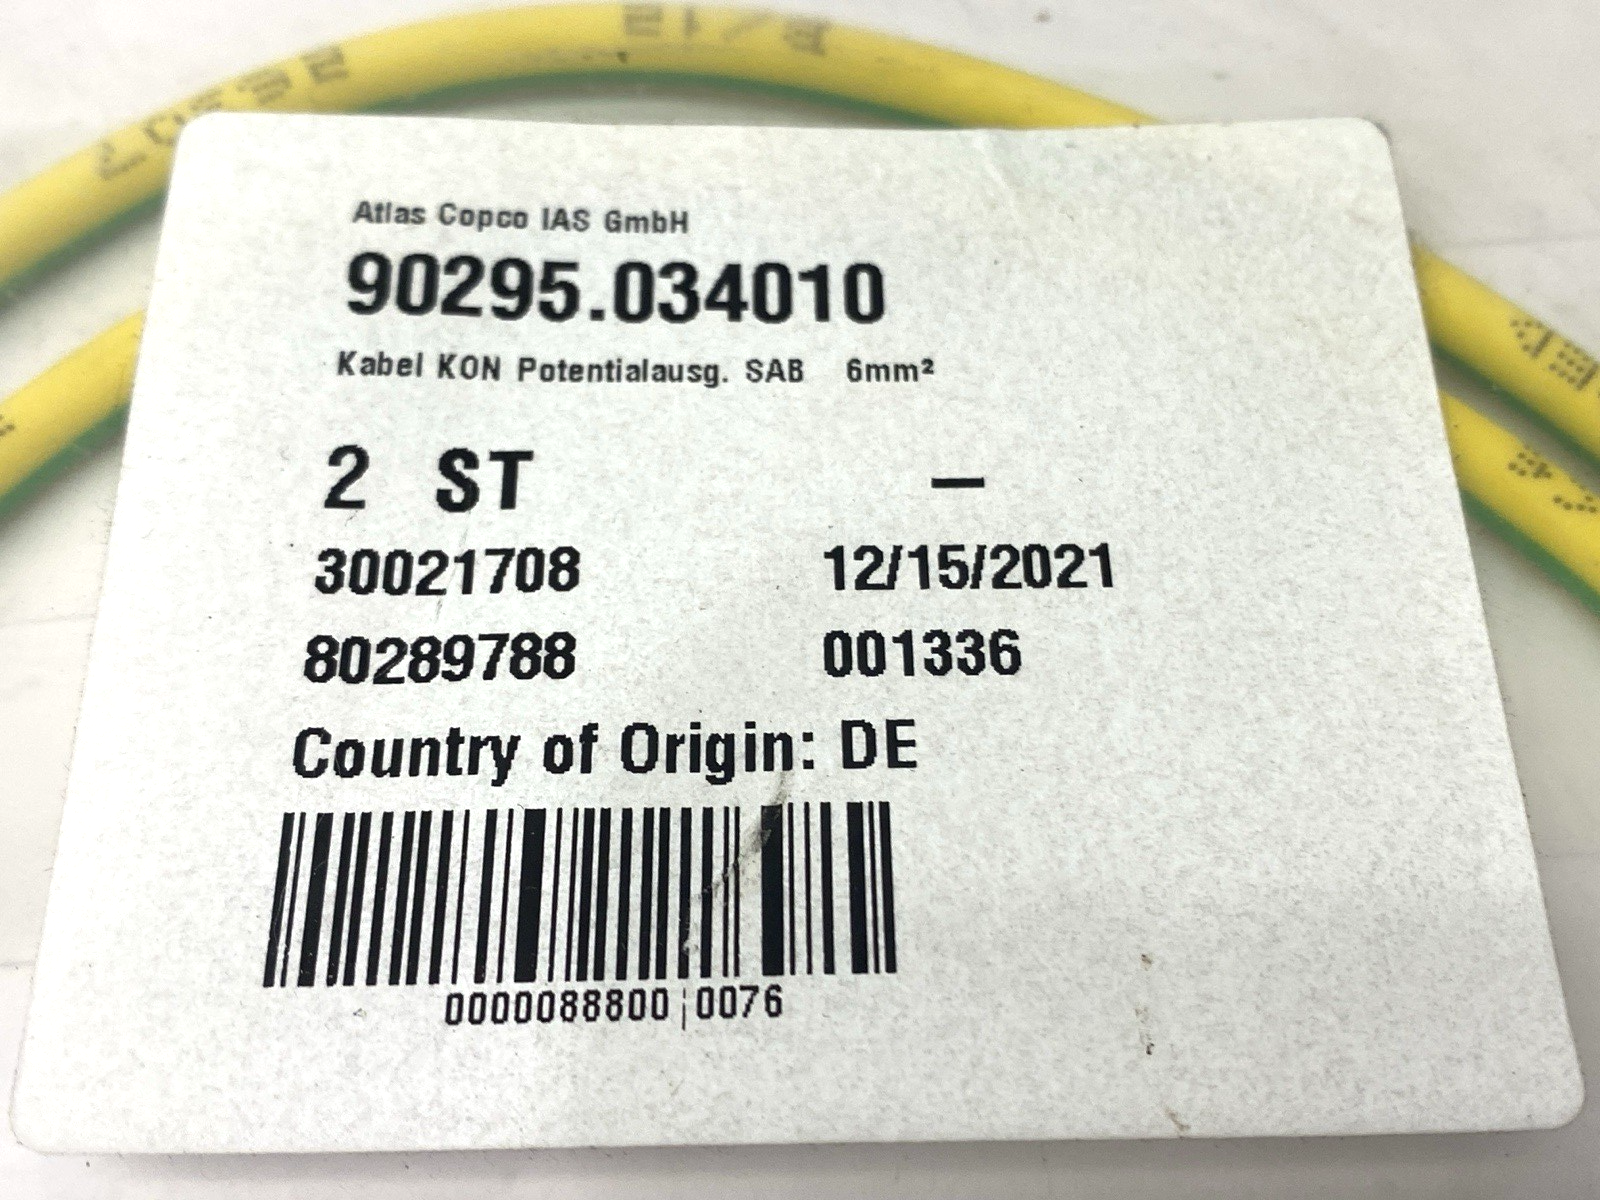 Atlas Copco IAS GmbH
90295.034010
Kabel KON Potentialausg. SAB 6mm²
2 ST –
30021708 12/15/2021
80289788 001336
Country of Origin: DE
0000088800¦0076